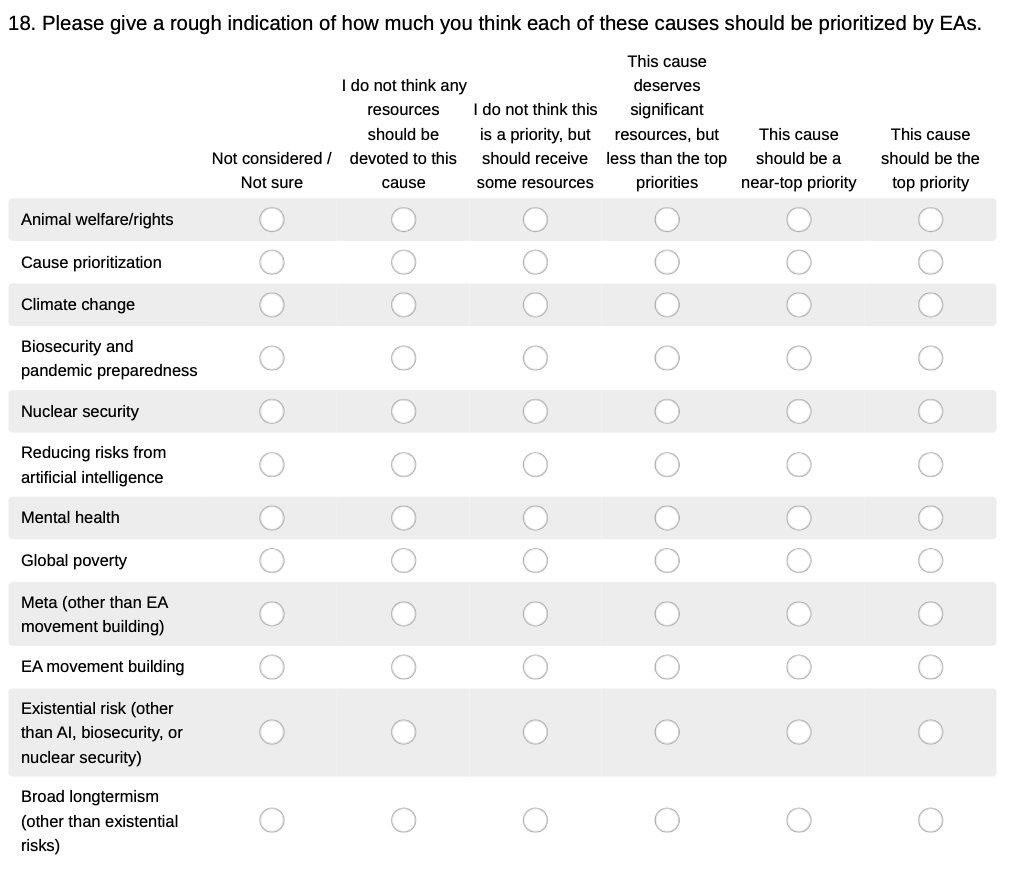 18. Please give a rough indication of how much you think each of these causes should be prioritized by EAs.
Not considered /
Not sure
I do not think any
resources
should be
devoted to this
cause
I do not think this
is a priority, but
should receive
some resources
This cause
deserves
significant
resources, but
less than the top
priorities
This cause
should be a
near-top priority
This cause
should be the
top priority
Animal welfare/rights
Cause prioritization
Climate change
Biosecurity and
pandemic preparedness
Nuclear security
Reducing risks from
artificial intelligence
Mental health
Global poverty
Meta (other than EA
movement building)
EA movement building
Existential risk (other
than AI, biosecurity, or
nuclear security)
Broad longtermism
(other than existential
risks)